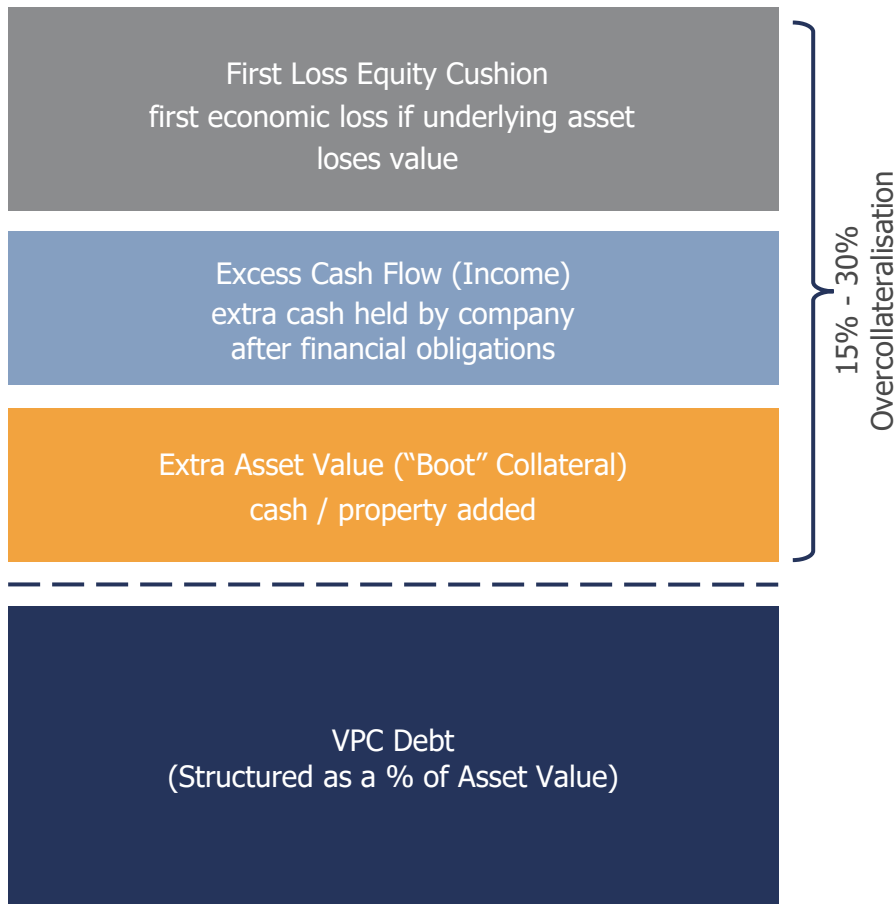 First Loss Equity Cushion
first economic loss if underlying asset
loses value
Excess Cash Flow (Income)
extra cash held by company
after financial obligations
Extra Asset Value (“Boot” Collateral)
cash / property added
15% - 30%
Overcollateralisation
VPC Debt
(Structured as a % of Asset Value)